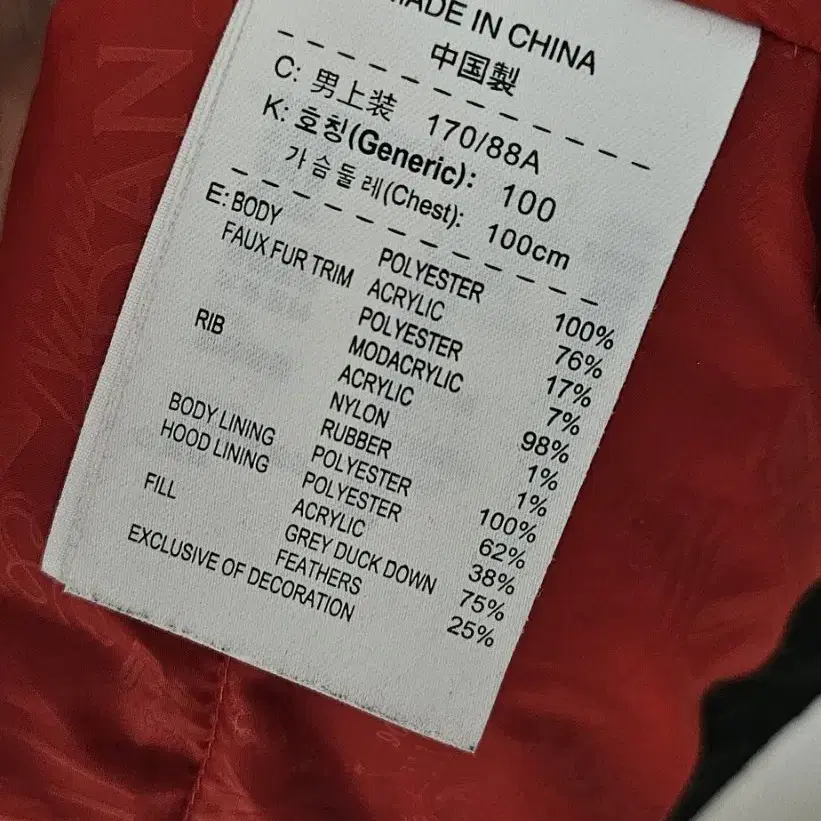 MADE IN CHINA
中国製
C: 男上装 170/88A
K: 호칭(Generic): 100
가슴둘레(Chest): 100cm
E: BODY POLYESTER 100%
FAUX FUR TRIM ACRYLIC 76%
POLYESTER 17%
MODACRYLIC 7%
RIB ACRYLIC 98%
NYLON 1%
RUBBER 1%
BODY LINING POLYESTER 100%
HOOD LINING POLYESTER 62%
ACRYLIC 38%
FILL GREY DUCK DOWN 75%
FEATHERS 25%
EXCLUSIVE OF DECORATION